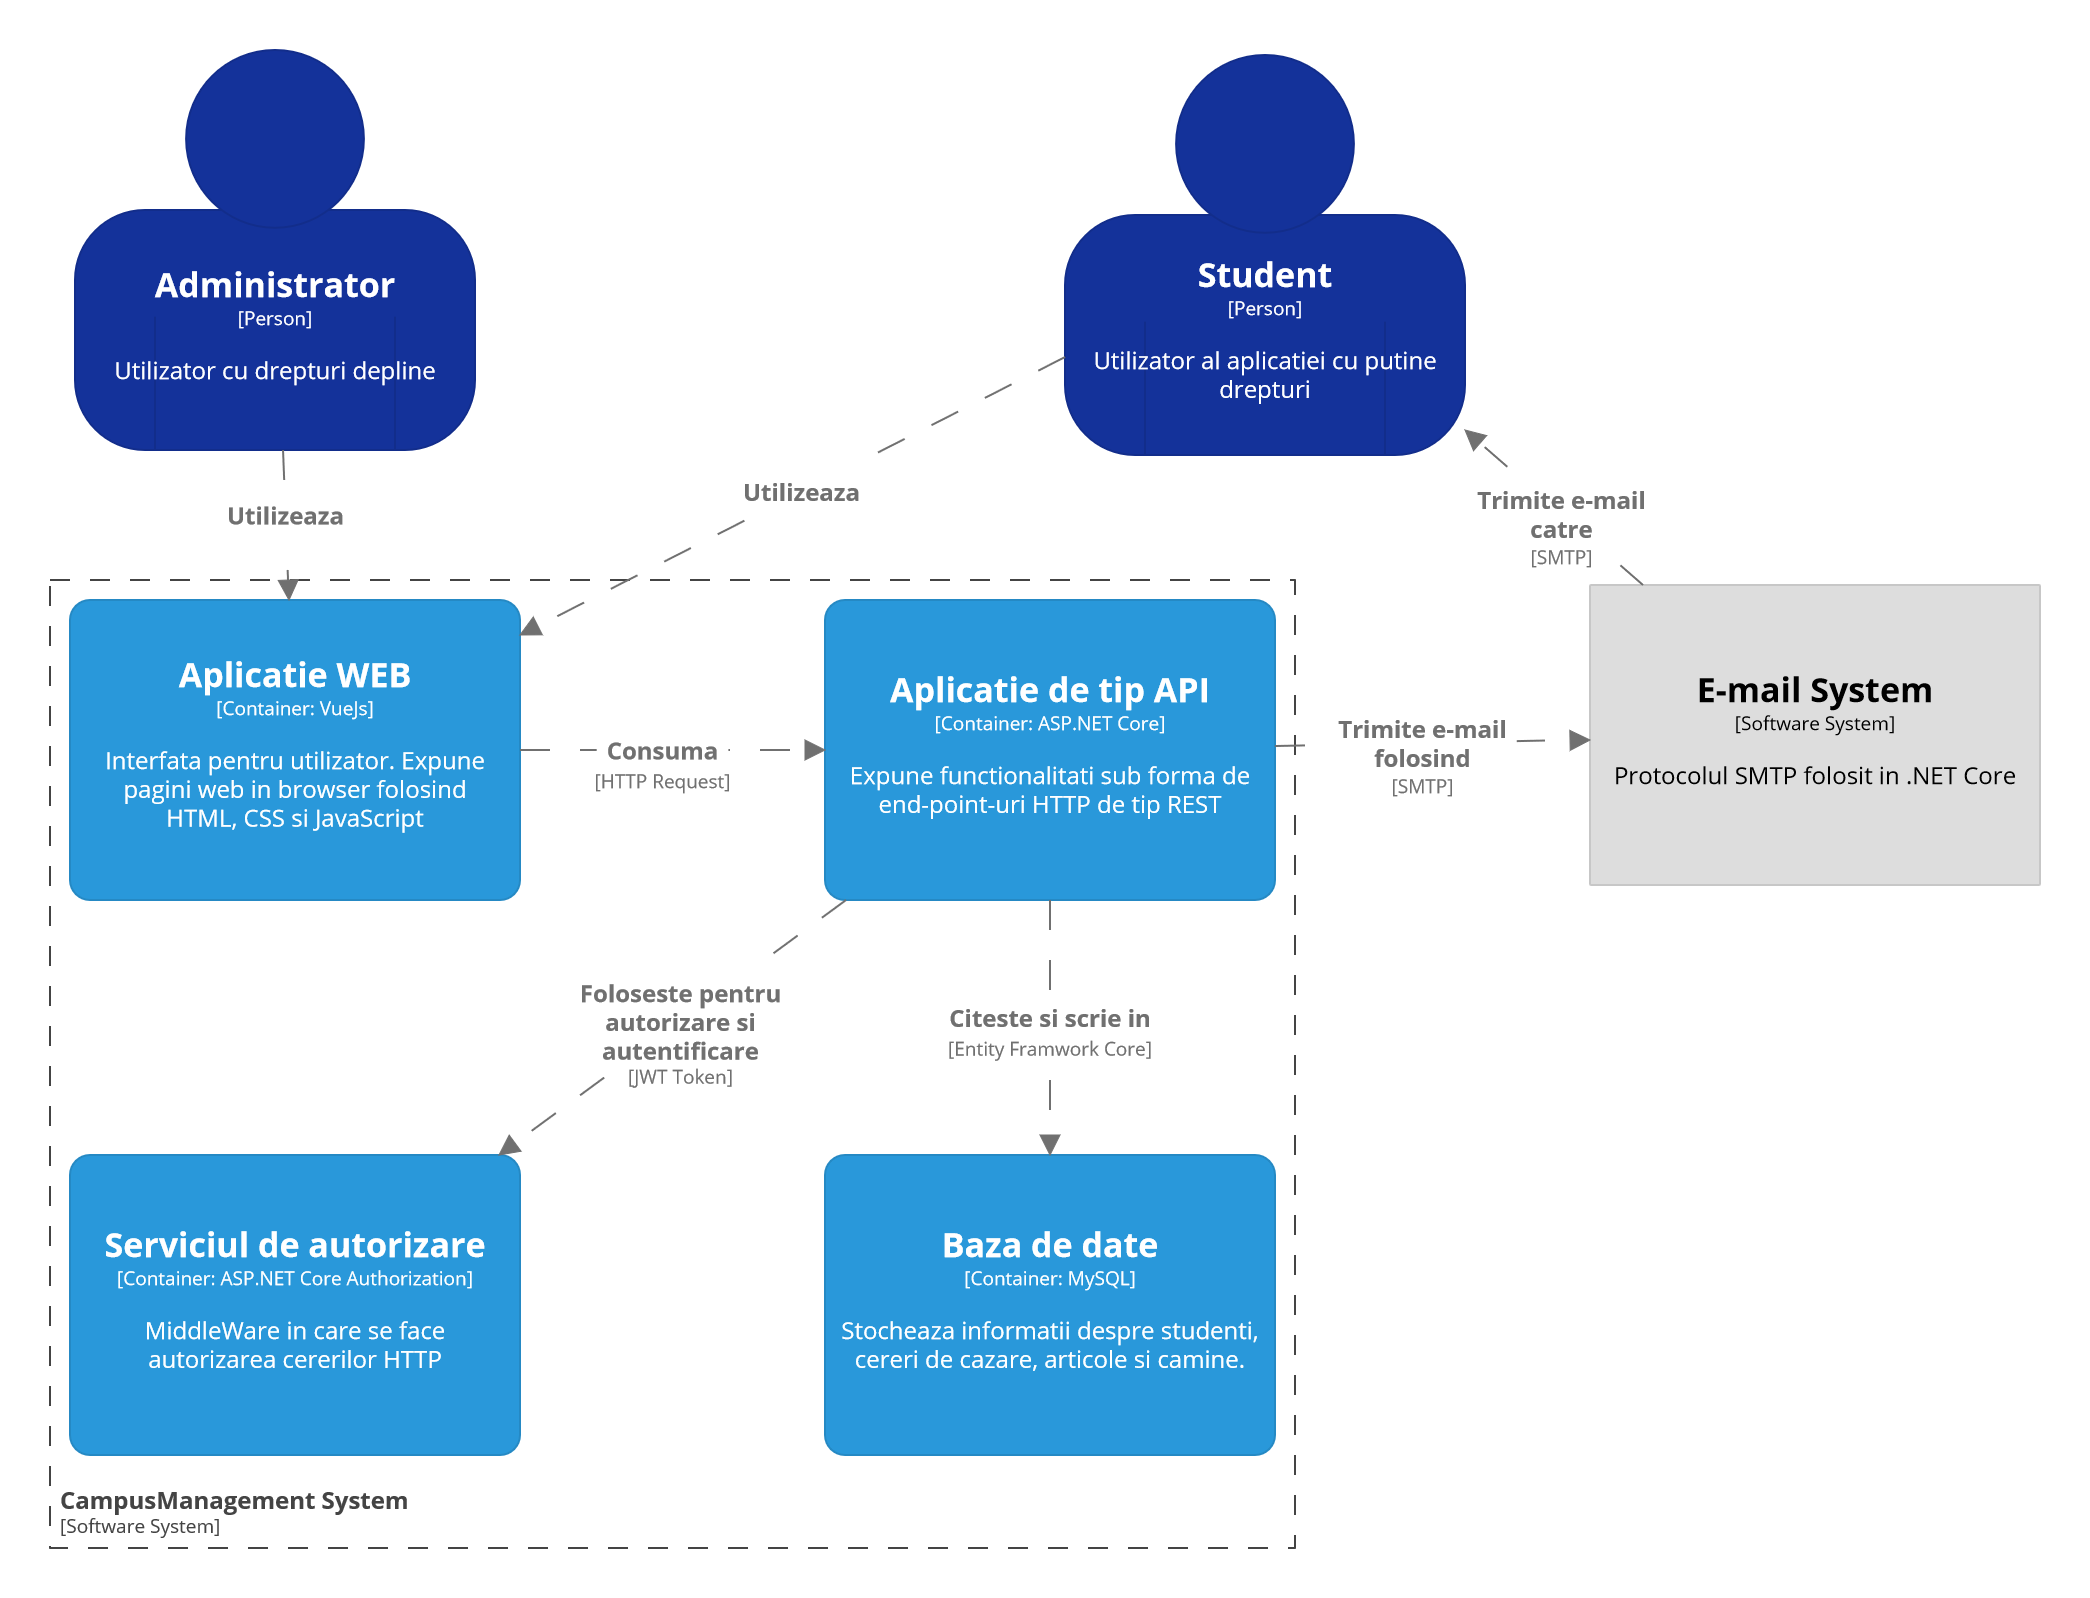 Administrator
[Person]
Utilizator cu drepturi depline
Student
[Person]
Utilizator al aplicatiei cu putine
drepturi
Utilizeaza
Utilizeaza
Trimite e-mail
catre
[SMTP]
Aplicatie WEB
[Container: VueJs]
Interfata pentru utilizator. Expune
pagini web in browser folosind
HTML, CSS si JavaScript
Consuma
[HTTP Request]
Aplicatie de tip API
[Container: ASP.NET Core]
Expune functionalitati sub forma de
end-point-uri HTTP de tip REST
Trimite e-mail
folosind
[SMTP]
E-mail System
[Software System]
Protocolul SMTP folosit in .NET Core
Foloseste pentru
autorizare si
autentificare
[JWT Token]
Citeste si scrie in
[Entity Framwork Core]
Serviciul de autorizare
[Container: ASP.NET Core Authorization]
MiddleWare in care se face
autorizarea cererilor HTTP
Baza de date
[Container: MySQL]
Stocheaza informatii despre studenti,
cereri de cazare, articole si camine.
CampusManagement System
[Software System]